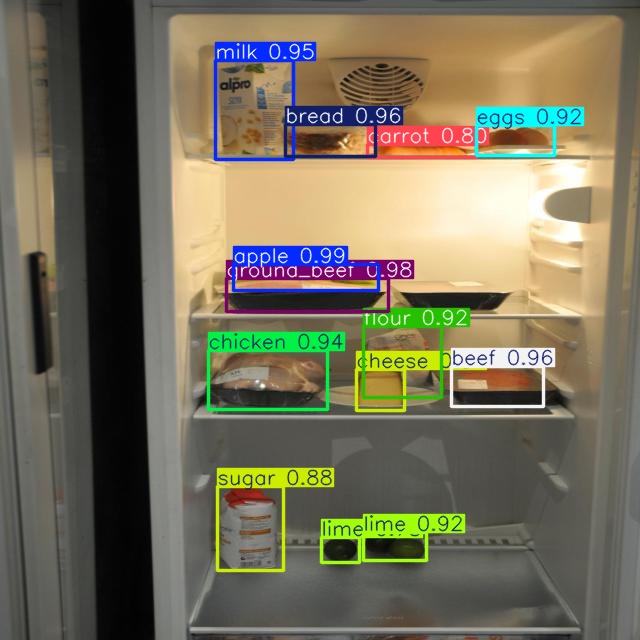 milk 0.95
alpro
bread 0.96
carrot 0.80
eggs 0.92
apple 0.99
ground_beef 0.98
flour 0.92
chicken 0.94
cheese
beef 0.96
sugar 0.88
lime
lime 0.92